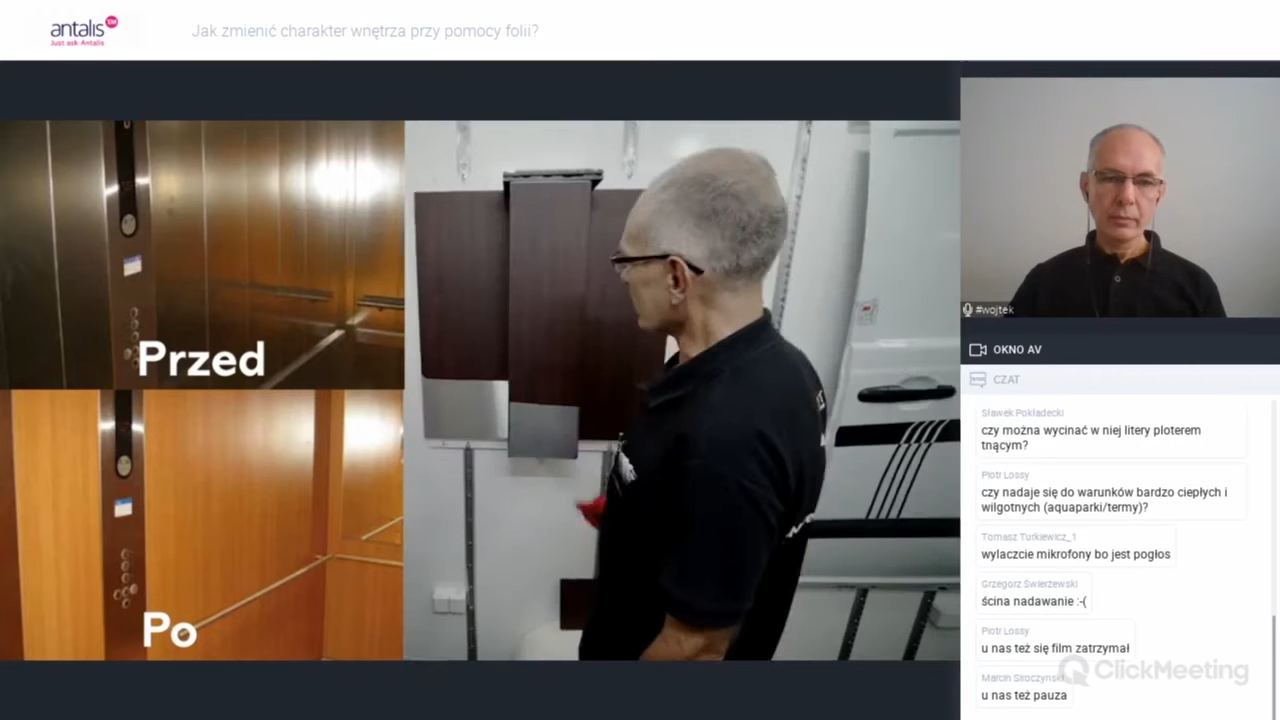 antalis TM
Just ask Antalis
Jak zmienić charakter wnętrza przy pomocy folii?
Przed
Po
#wojtek
OKNO AV
CZAT
Sławek Pokładecki
czy można wycinać w niej litery ploterem
tnącym?
Piotr Lossy
czy nadaje się do warunków bardzo ciepłych i
wilgotnych (aquaparki/termy)?
Tomasz Turkiewicz_1
wylaczcie mikrofony bo jest pogłos
Grzegorz Świerżewski
ścina nadawanie :-(
Piotr Lossy
u nas też się film zatrzymał
Marcin Siroczyński
u nas też pauza
ClickMeeting